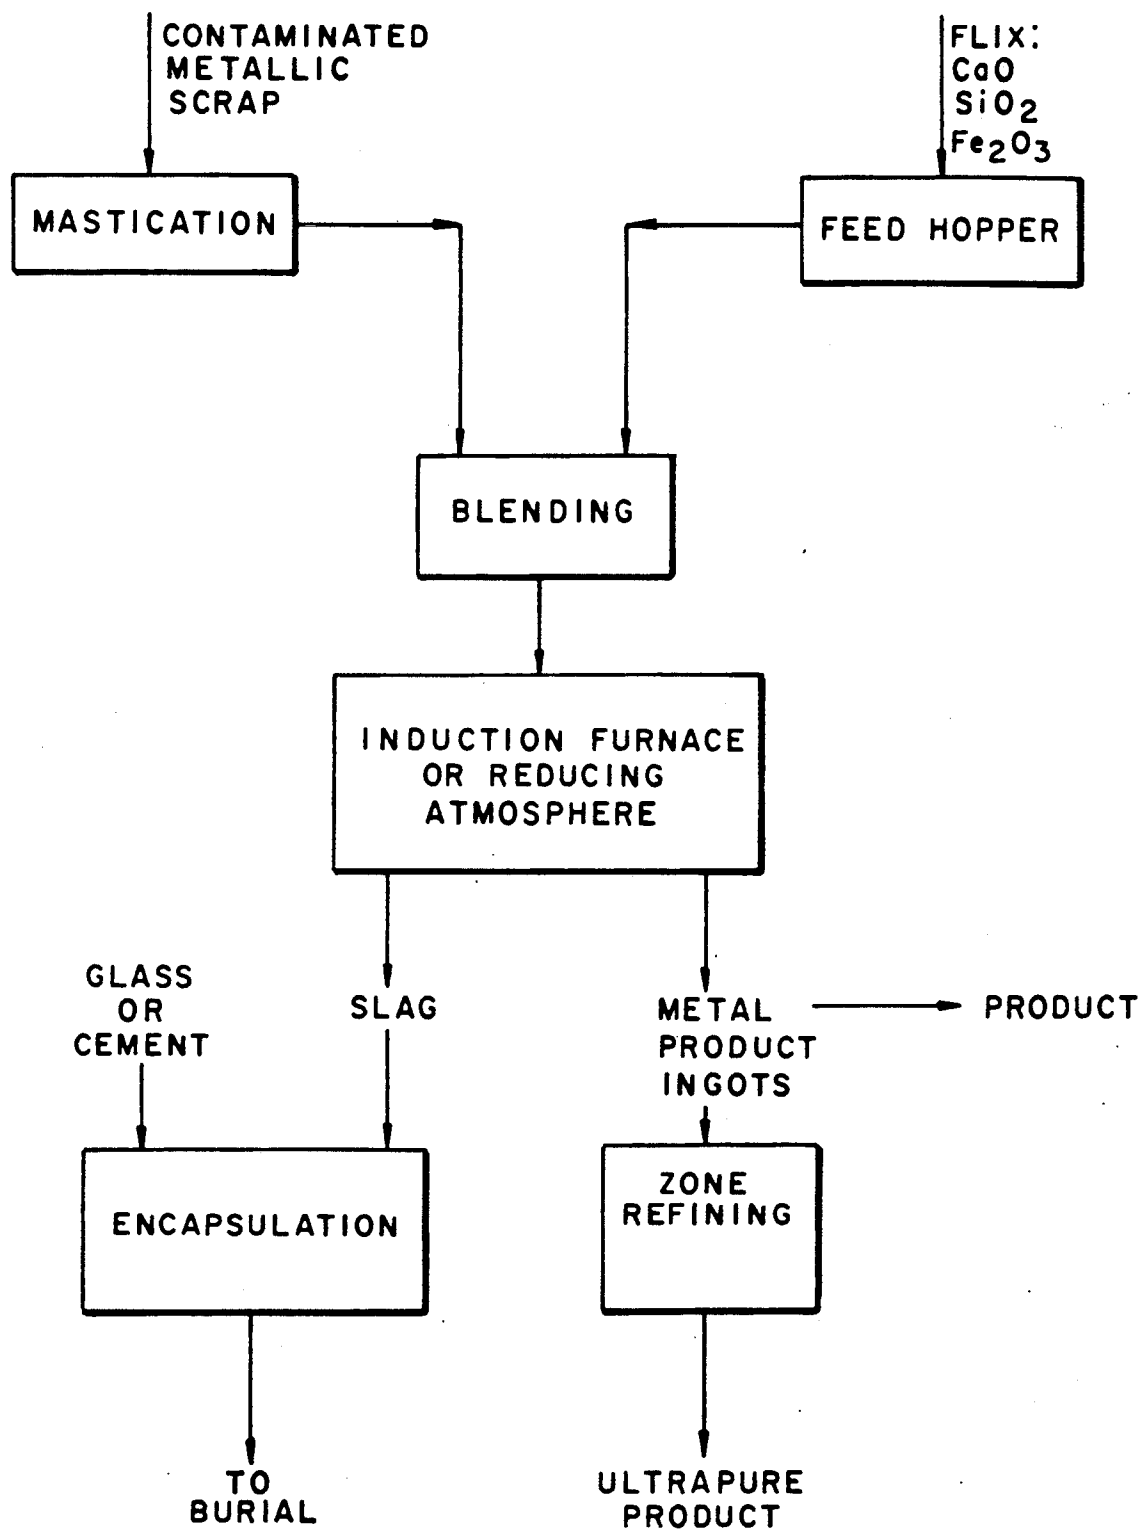 CONTAMINATED
METALLIC
SCRAP
FLIX:
CaO
SiO2
Fe2O3
MASTICATION
FEED HOPPER
BLENDING
INDUCTION FURNACE
OR REDUCING
ATMOSPHERE
GLASS
OR
CEMENT
SLAG
METAL
PRODUCT
INGOTS
PRODUCT
ENCAPSULATION
ZONE
REFINING
TO
BURIAL
ULTRAPURE
PRODUCT